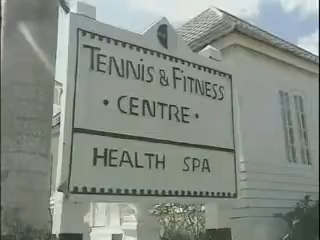 TENNIS & FITNESS
• CENTRE •
HEALTH SPA